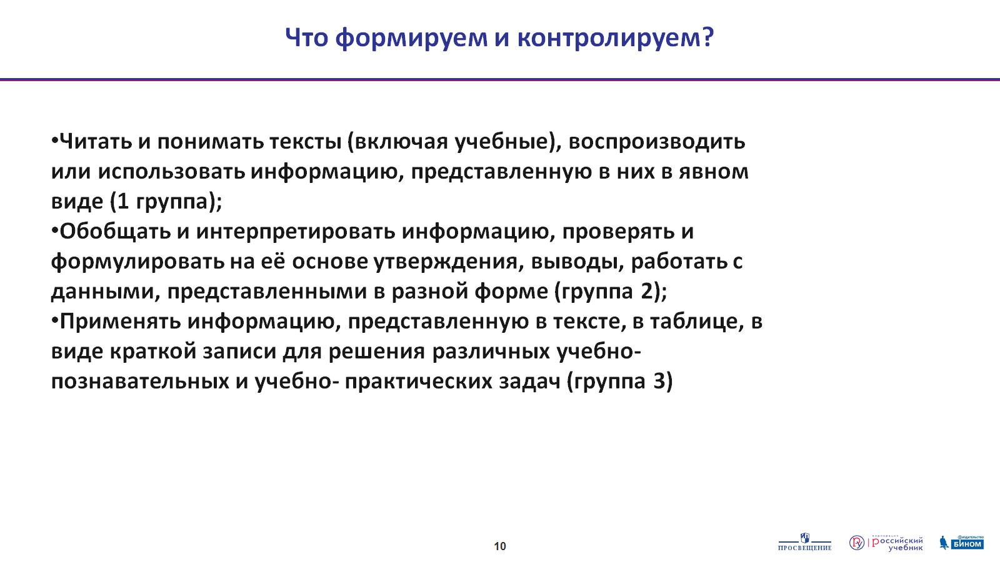 Что формируем и контролируем?
•Читать и понимать тексты (включая учебные), воспроизводить
или использовать информацию, представленную в них в явном
виде (1 группа);
•Обобщать и интерпретировать информацию, проверять и
формулировать на её основе утверждения, выводы, работать с
данными, представленными в разной форме (группа 2);
•Применять информацию, представленную в тексте, в таблице, в
виде краткой записи для решения различных учебно-
познавательных и учебно- практических задач (группа 3)
10
ПРОСВЕЩЕНИЕ
корпорация
российский
учебник
издательство
БИНОМ